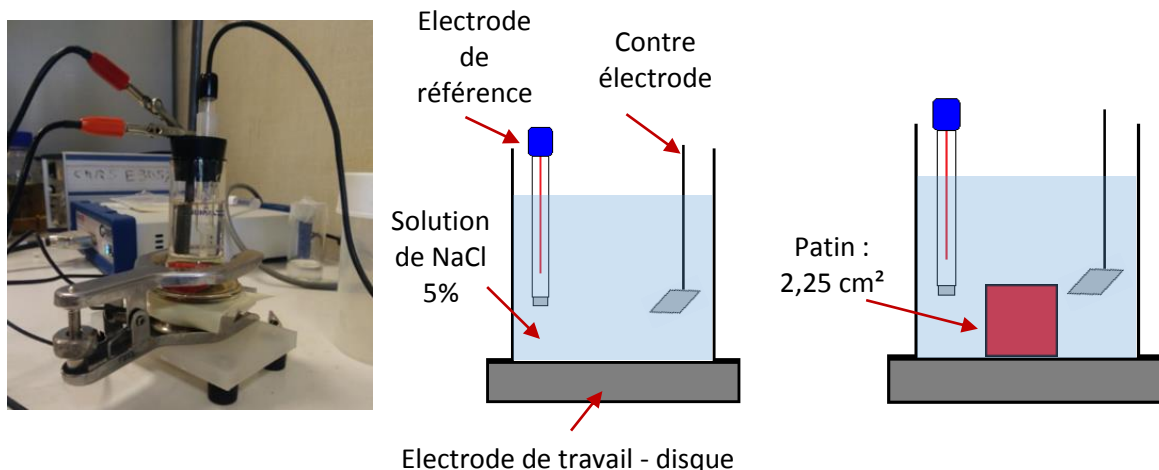 Electrode
de
référence
Contre
électrode
Solution
de NaCl
5%
Patin :
2,25 cm²
Electrode de travail - disque